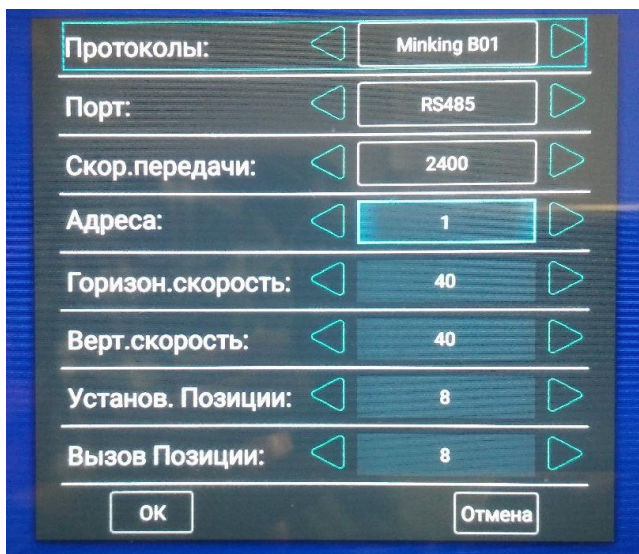 Протоколы: Minking B01
Порт: RS485
Скор.передачи: 2400
Адреса: 1
Горизон.скорость: 40
Верт.скорость: 40
Установ. Позиции: 8
Вызов Позиции: 8
OK Отмена